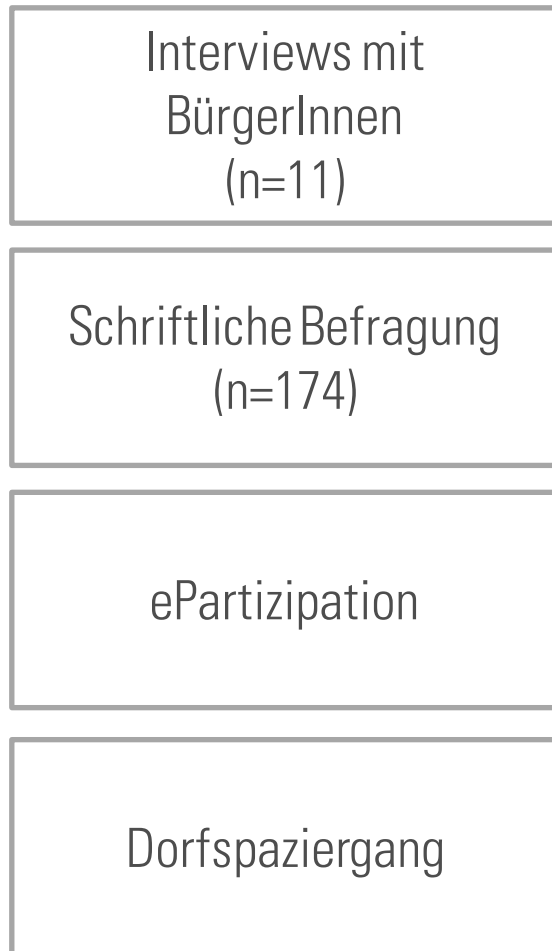 Interviews mit
BürgerInnen
(n=11)
Schriftliche Befragung
(n=174)
ePartizipation
Dorfspaziergang